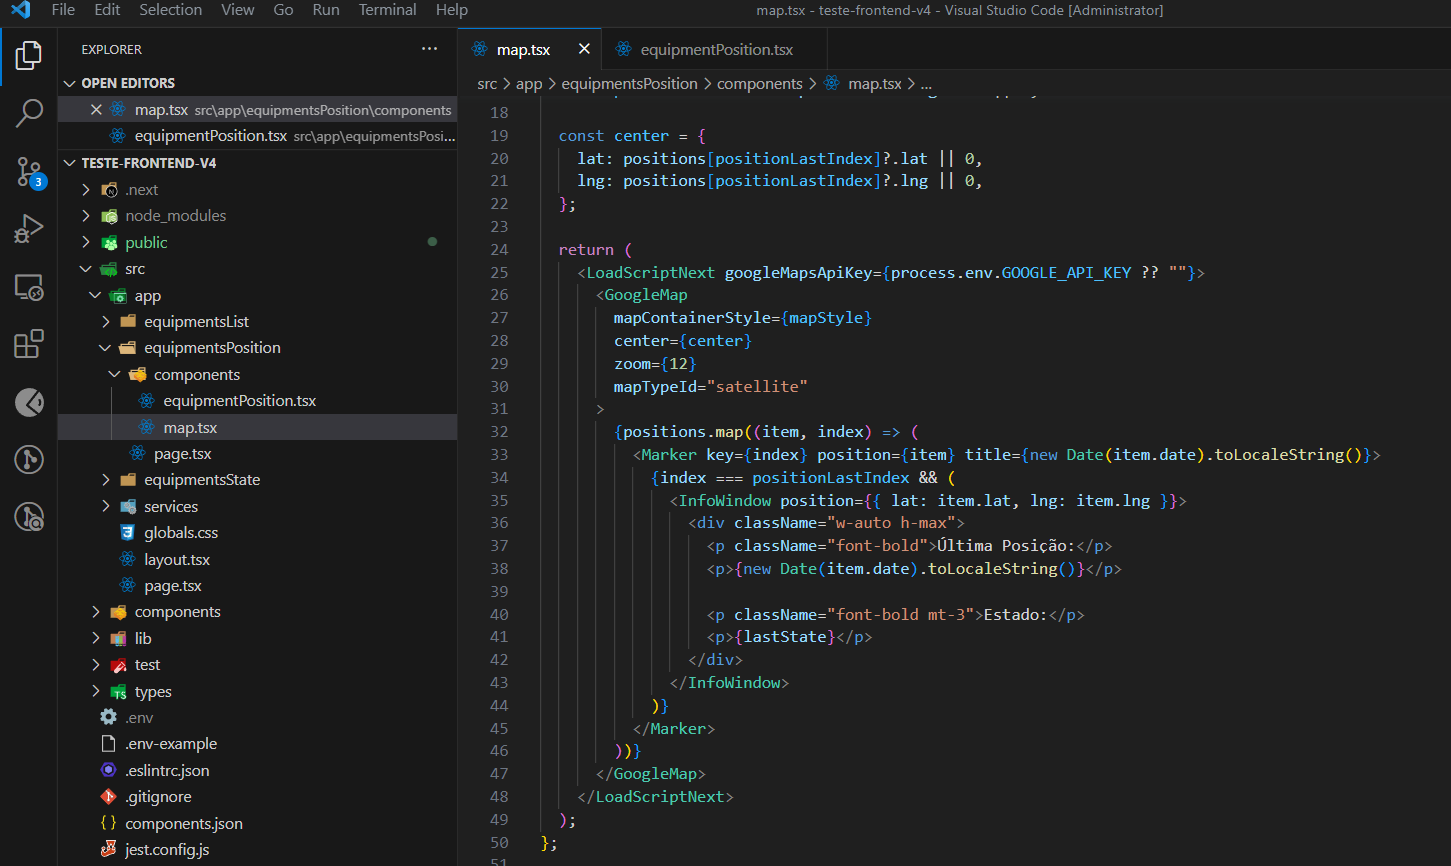 File Edit Selection View Go Run Terminal Help
map.tsx - teste-frontend-v4 - Visual Studio Code [Administrator]
EXPLORER
OPEN EDITORS
map.tsx src\app\equipmentsPosition\components
equipmentPosition.tsx src\app\equipmentsPosi...
TESTE-FRONTEND-V4
.next
node_modules
public
src
app
equipmentsList
equipmentsPosition
components
equipmentPosition.tsx
map.tsx
page.tsx
equipmentsState
services
globals.css
layout.tsx
page.tsx
components
lib
test
types
.env
.env-example
.eslintrc.json
.gitignore
components.json
jest.config.js
3
map.tsx equipmentPosition.tsx
src > app > equipmentsPosition > components > map.tsx > ...
18
19 const center = {
20 lat: positions[positionLastIndex]?.lat || 0,
21 lng: positions[positionLastIndex]?.lng || 0,
22 };
23
24 return (
25 <LoadScriptNext googleMapsApiKey={process.env.GOOGLE_API_KEY ?? ""}>
26 <GoogleMap
27 mapContainerStyle={mapStyle}
28 center={center}
29 zoom={12}
30 mapTypeId="satellite"
31 >
32 {positions.map((item, index) => (
33 <Marker key={index} position={item} title={new Date(item.date).toLocaleString()}>
34 {index === positionLastIndex && (
35 <InfoWindow position={{ lat: item.lat, lng: item.lng }}>
36 <div className="w-auto h-max">
37 <p className="font-bold">Última Posição:</p>
38 <p>{new Date(item.date).toLocaleString()}</p>
39
40 <p className="font-bold mt-3">Estado:</p>
41 <p>{lastState}</p>
42 </div>
43 </InfoWindow>
44 )}
45 </Marker>
46 ))}
47 </GoogleMap>
48 </LoadScriptNext>
49 );
50 };
51